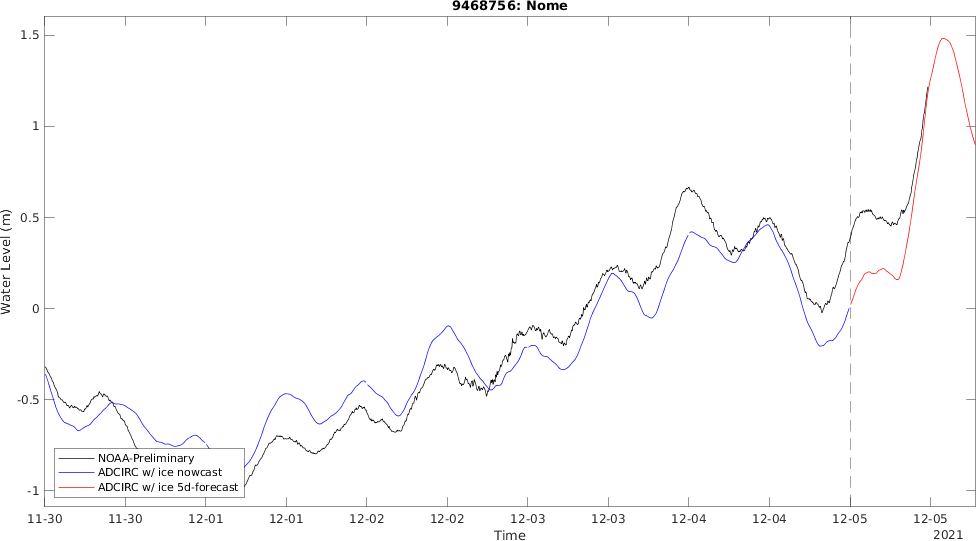 9468756: Nome
1.5
1
0.5
0
-0.5
-1
Water Level (m)
NOAA-Preliminary
ADCIRC w/ ice nowcast
ADCIRC w/ ice 5d-forecast
11-30 11-30 12-01 12-01 12-02 12-02 12-03 12-03 12-04 12-04 12-05 12-05
Time
2021